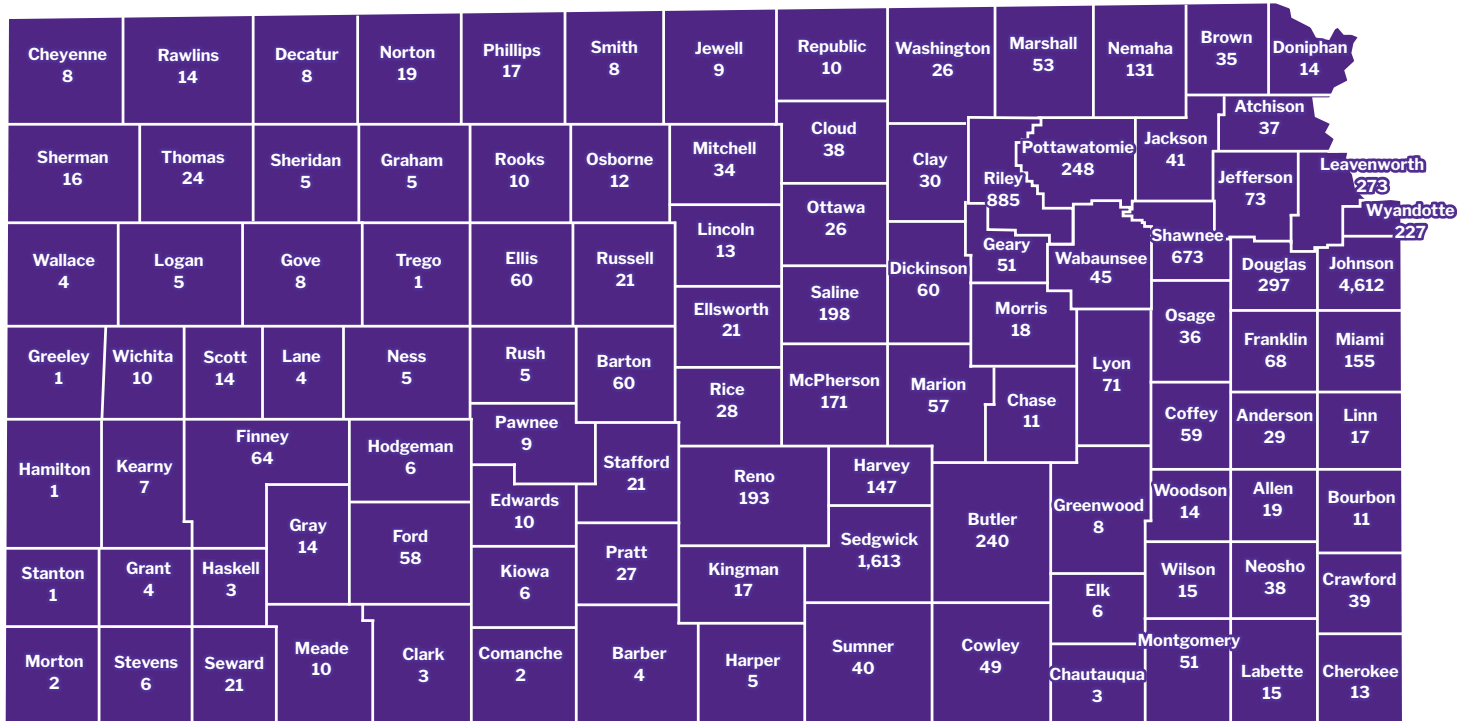 Cheyenne
8
Rawlins
14
Decatur
8
Norton
19
Phillips
17
Smith
8
Jewell
9
Republic
10
Washington
26
Marshall
53
Nemaha
131
Brown
35
Doniphan
14
Sherman
16
Thomas
24
Sheridan
5
Graham
5
Rooks
10
Osborne
12
Mitchell
34
Cloud
38
Clay
30
Riley
885
Pottawatomie
248
Jackson
41
Atchison
37
Jefferson
73
Leavenworth
273
Wyandotte
227
Wallace
4
Logan
5
Gove
8
Trego
1
Ellis
60
Russell
21
Lincoln
13
Ottawa
26
Saline
198
Dickinson
60
Geary
51
Wabaunsee
45
Shawnee
673
Douglas
297
Johnson
4,612
Ellsworth
21
Morris
18
Osage
36
Franklin
68
Miami
155
Greeley
1
Wichita
10
Scott
14
Lane
4
Ness
5
Rush
5
Barton
60
Rice
28
McPherson
171
Marion
57
Chase
11
Lyon
71
Coffey
59
Anderson
29
Linn
17
Hamilton
1
Kearny
7
Finney
64
Hodgeman
6
Pawnee
9
Stafford
21
Reno
193
Harvey
147
Butler
240
Greenwood
8
Woodson
14
Allen
19
Bourbon
11
Gray
14
Ford
58
Edwards
10
Pratt
27
Kingman
17
Sedgwick
1,613
Stanton
1
Grant
4
Haskell
3
Kiowa
6
Elk
6
Wilson
15
Neosho
38
Crawford
39
Morton
2
Stevens
6
Seward
21
Meade
10
Clark
3
Comanche
2
Barber
4
Harper
5
Sumner
40
Cowley
49
Chautauqua
3
Montgomery
51
Labette
15
Cherokee
13